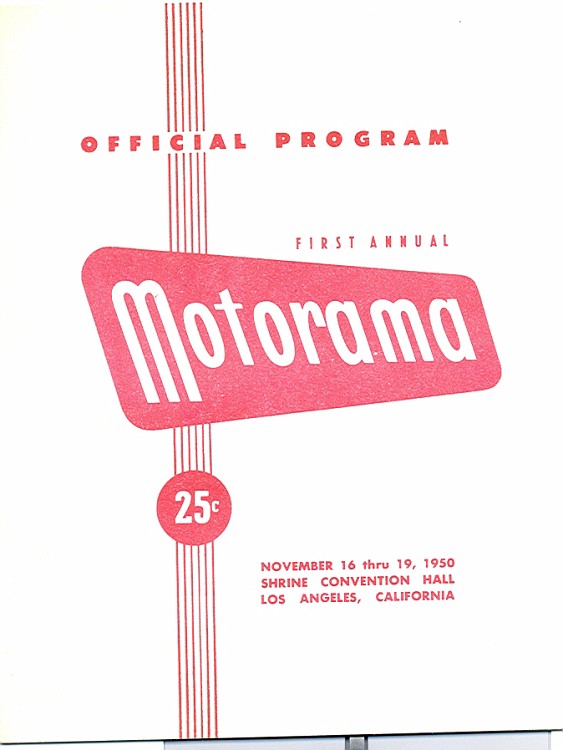 OFFICIAL PROGRAM
FIRST ANNUAL
Motorama
25c
NOVEMBER 16 thru 19, 1950
SHRINE CONVENTION HALL
LOS ANGELES, CALIFORNIA